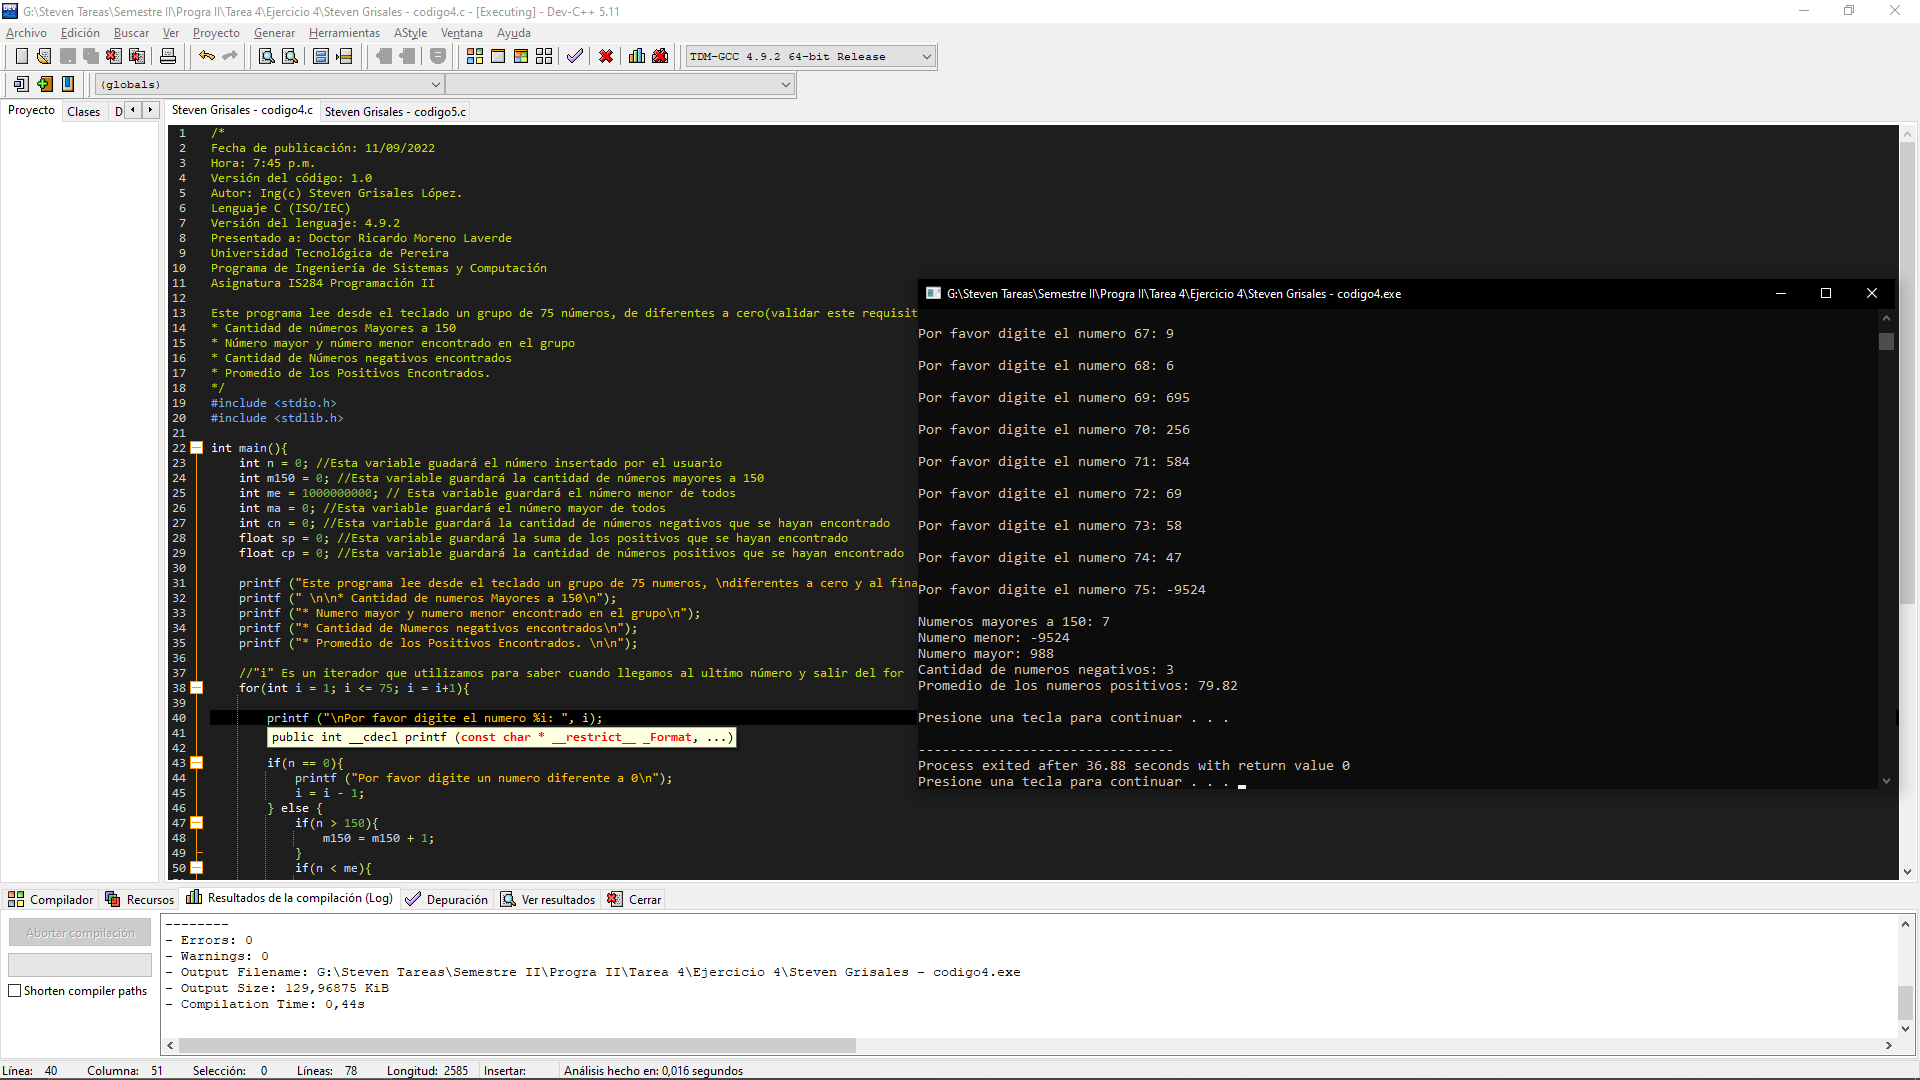 G:\Steven Tareas\Semestre II\Progra II\Tarea 4\Ejercicio 4\Steven Grisales - codigo4.c - [Executing] - Dev-C++ 5.11
Archivo Edición Buscar Ver Proyecto Generar Herramientas AStyle Ventana Ayuda
TDM-GCC 4.9.2 64-bit Release
(globals)
Proyecto Clases D
Steven Grisales - codigo4.c Steven Grisales - codigo5.c
1 /*
2 Fecha de publicación: 11/09/2022
3 Hora: 7:45 p.m.
4 Versión del código: 1.0
5 Autor: Ing(c) Steven Grisales López.
6 Lenguaje C (ISO/IEC)
7 Versión del lenguaje: 4.9.2
8 Presentado a: Doctor Ricardo Moreno Laverde
9 Universidad Tecnológica de Pereira
10 Programa de Ingeniería de Sistemas y Computación
11 Asignatura IS284 Programación II
12
13 Este programa lee desde el teclado un grupo de 75 números, de diferentes a cero(validar este requisit
14 * Cantidad de números Mayores a 150
15 * Número mayor y número menor encontrado en el grupo
16 * Cantidad de Números negativos encontrados
17 * Promedio de los Positivos Encontrados.
18 */
19 #include <stdio.h>
20 #include <stdlib.h>
21
22 int main(){
23 int n = 0; //Esta variable guadará el número insertado por el usuario
24 int m150 = 0; //Esta variable guardará la cantidad de números mayores a 150
25 int me = 1000000000; // Esta variable guardará el número menor de todos
26 int ma = 0; //Esta variable guardará el número mayor de todos
27 int cn = 0; //Esta variable guardará la cantidad de números negativos que se hayan encontrado
28 float sp = 0; //Esta variable guardará la suma de los positivos que se hayan encontrado
29 float cp = 0; //Esta variable guardará la cantidad de números positivos que se hayan encontrado
30
31 printf ("Este programa lee desde el teclado un grupo de 75 numeros, \ndiferentes a cero y al fina
32 printf (" \n\n* Cantidad de numeros Mayores a 150\n");
33 printf ("* Numero mayor y numero menor encontrado en el grupo\n");
34 printf ("* Cantidad de Numeros negativos encontrados\n");
35 printf ("* Promedio de los Positivos Encontrados. \n\n");
36
37 //"i" Es un iterador que utilizamos para saber cuando llegamos al ultimo número y salir del for
38 for(int i = 1; i <= 75; i = i+1){
39
40 printf ("\nPor favor digite el numero %i: ", i);
41 public int __cdecl printf (const char * __restrict__ _Format, ...)
42
43 if(n == 0){
44 printf ("Por favor digite un numero diferente a 0\n");
45 i = i - 1;
46 } else {
47 if(n > 150){
48 m150 = m150 + 1;
49 }
50 if(n < me){
G:\Steven Tareas\Semestre II\Progra II\Tarea 4\Ejercicio 4\Steven Grisales - codigo4.exe
Por favor digite el numero 67: 9
Por favor digite el numero 68: 6
Por favor digite el numero 69: 695
Por favor digite el numero 70: 256
Por favor digite el numero 71: 584
Por favor digite el numero 72: 69
Por favor digite el numero 73: 58
Por favor digite el numero 74: 47
Por favor digite el numero 75: -9524
Numeros mayores a 150: 7
Numero menor: -9524
Numero mayor: 988
Cantidad de numeros negativos: 3
Promedio de los numeros positivos: 79.82
Presione una tecla para continuar . . .
--------------------------------
Process exited after 36.88 seconds with return value 0
Presione una tecla para continuar . . .
Compilador Recursos Resultados de la compilación (Log) Depuración Ver resultados Cerrar
Abortar compilación
Shorten compiler paths
--------
- Errors: 0
- Warnings: 0
- Output Filename: G:\Steven Tareas\Semestre II\Progra II\Tarea 4\Ejercicio 4\Steven Grisales - codigo4.exe
- Output Size: 129,96875 KiB
- Compilation Time: 0,44s
Línea: 40 Columna: 51 Selección: 0 Líneas: 78 Longitud: 2585 Insertar: Análisis hecho en: 0,016 segundos